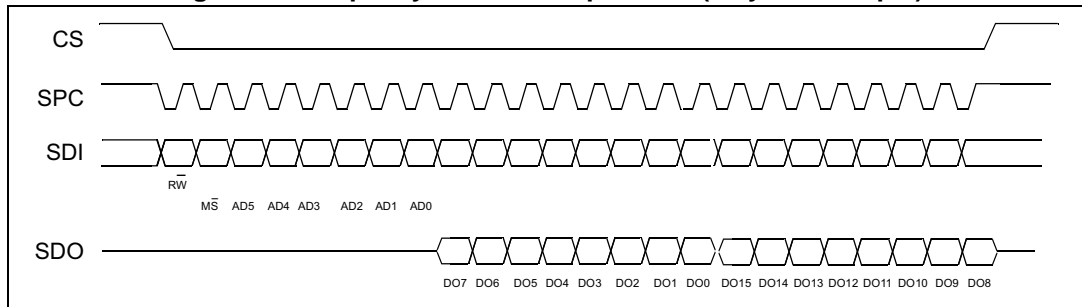 CS
SPC
SDI
RW̅
MS̅ AD5 AD4 AD3 AD2 AD1 AD0
SDO
DO7 DO6 DO5 DO4 DO3 DO2 DO1 DO0 DO15 DO14 DO13 DO12 DO11 DO10 DO9 DO8